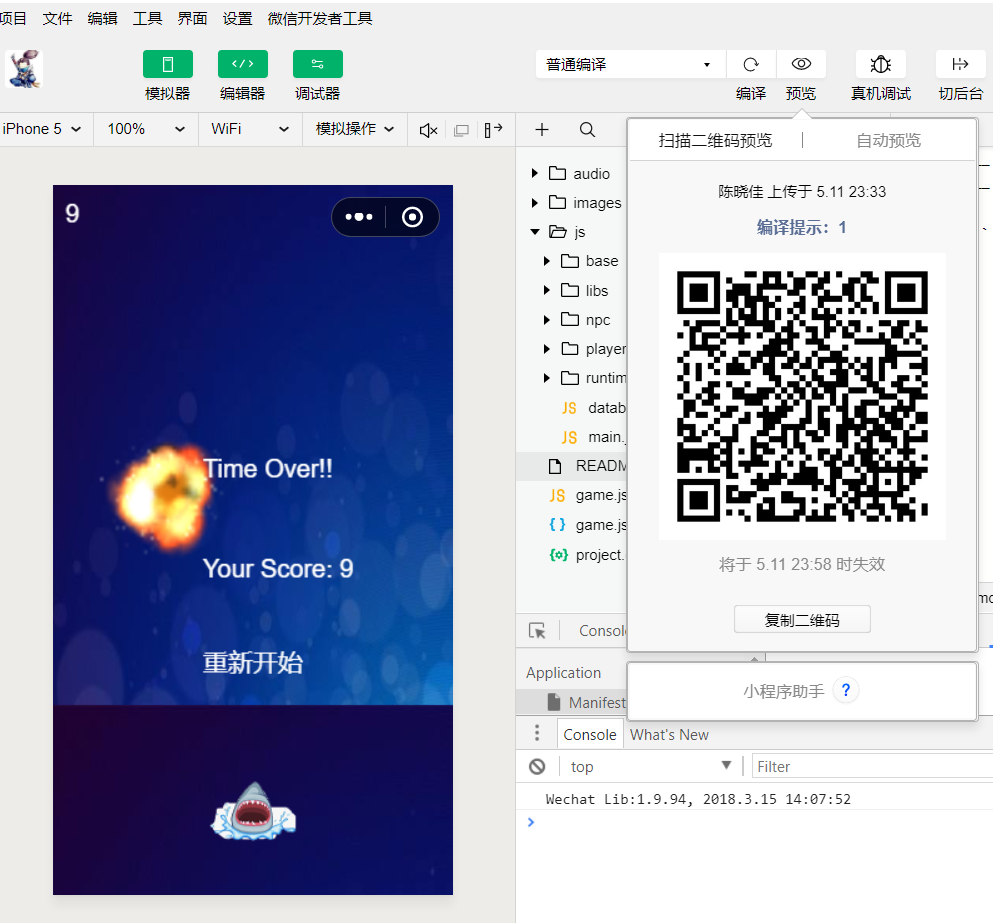 项目 文件 编辑 工具 界面 设置 微信开发者工具
模拟器 编辑器 调试器
普通编译
编译 预览 真机调试 切后台
iPhone 5 100% WiFi 模拟操作
扫描二维码预览 自动预览
陈晓佳 上传于 5.11 23:33
编译提示：1
将于 5.11 23:58 时失效
复制二维码
小程序助手 ?
9
Time Over!!
Your Score: 9
重新开始
audio
images
js
base
libs
npc
player
runtim
JS datab
JS main.
READM
JS game.js
{ } game.js
project.
Consol
Application
Manifest
Console What's New
top Filter
Wechat Lib:1.9.94, 2018.3.15 14:07:52